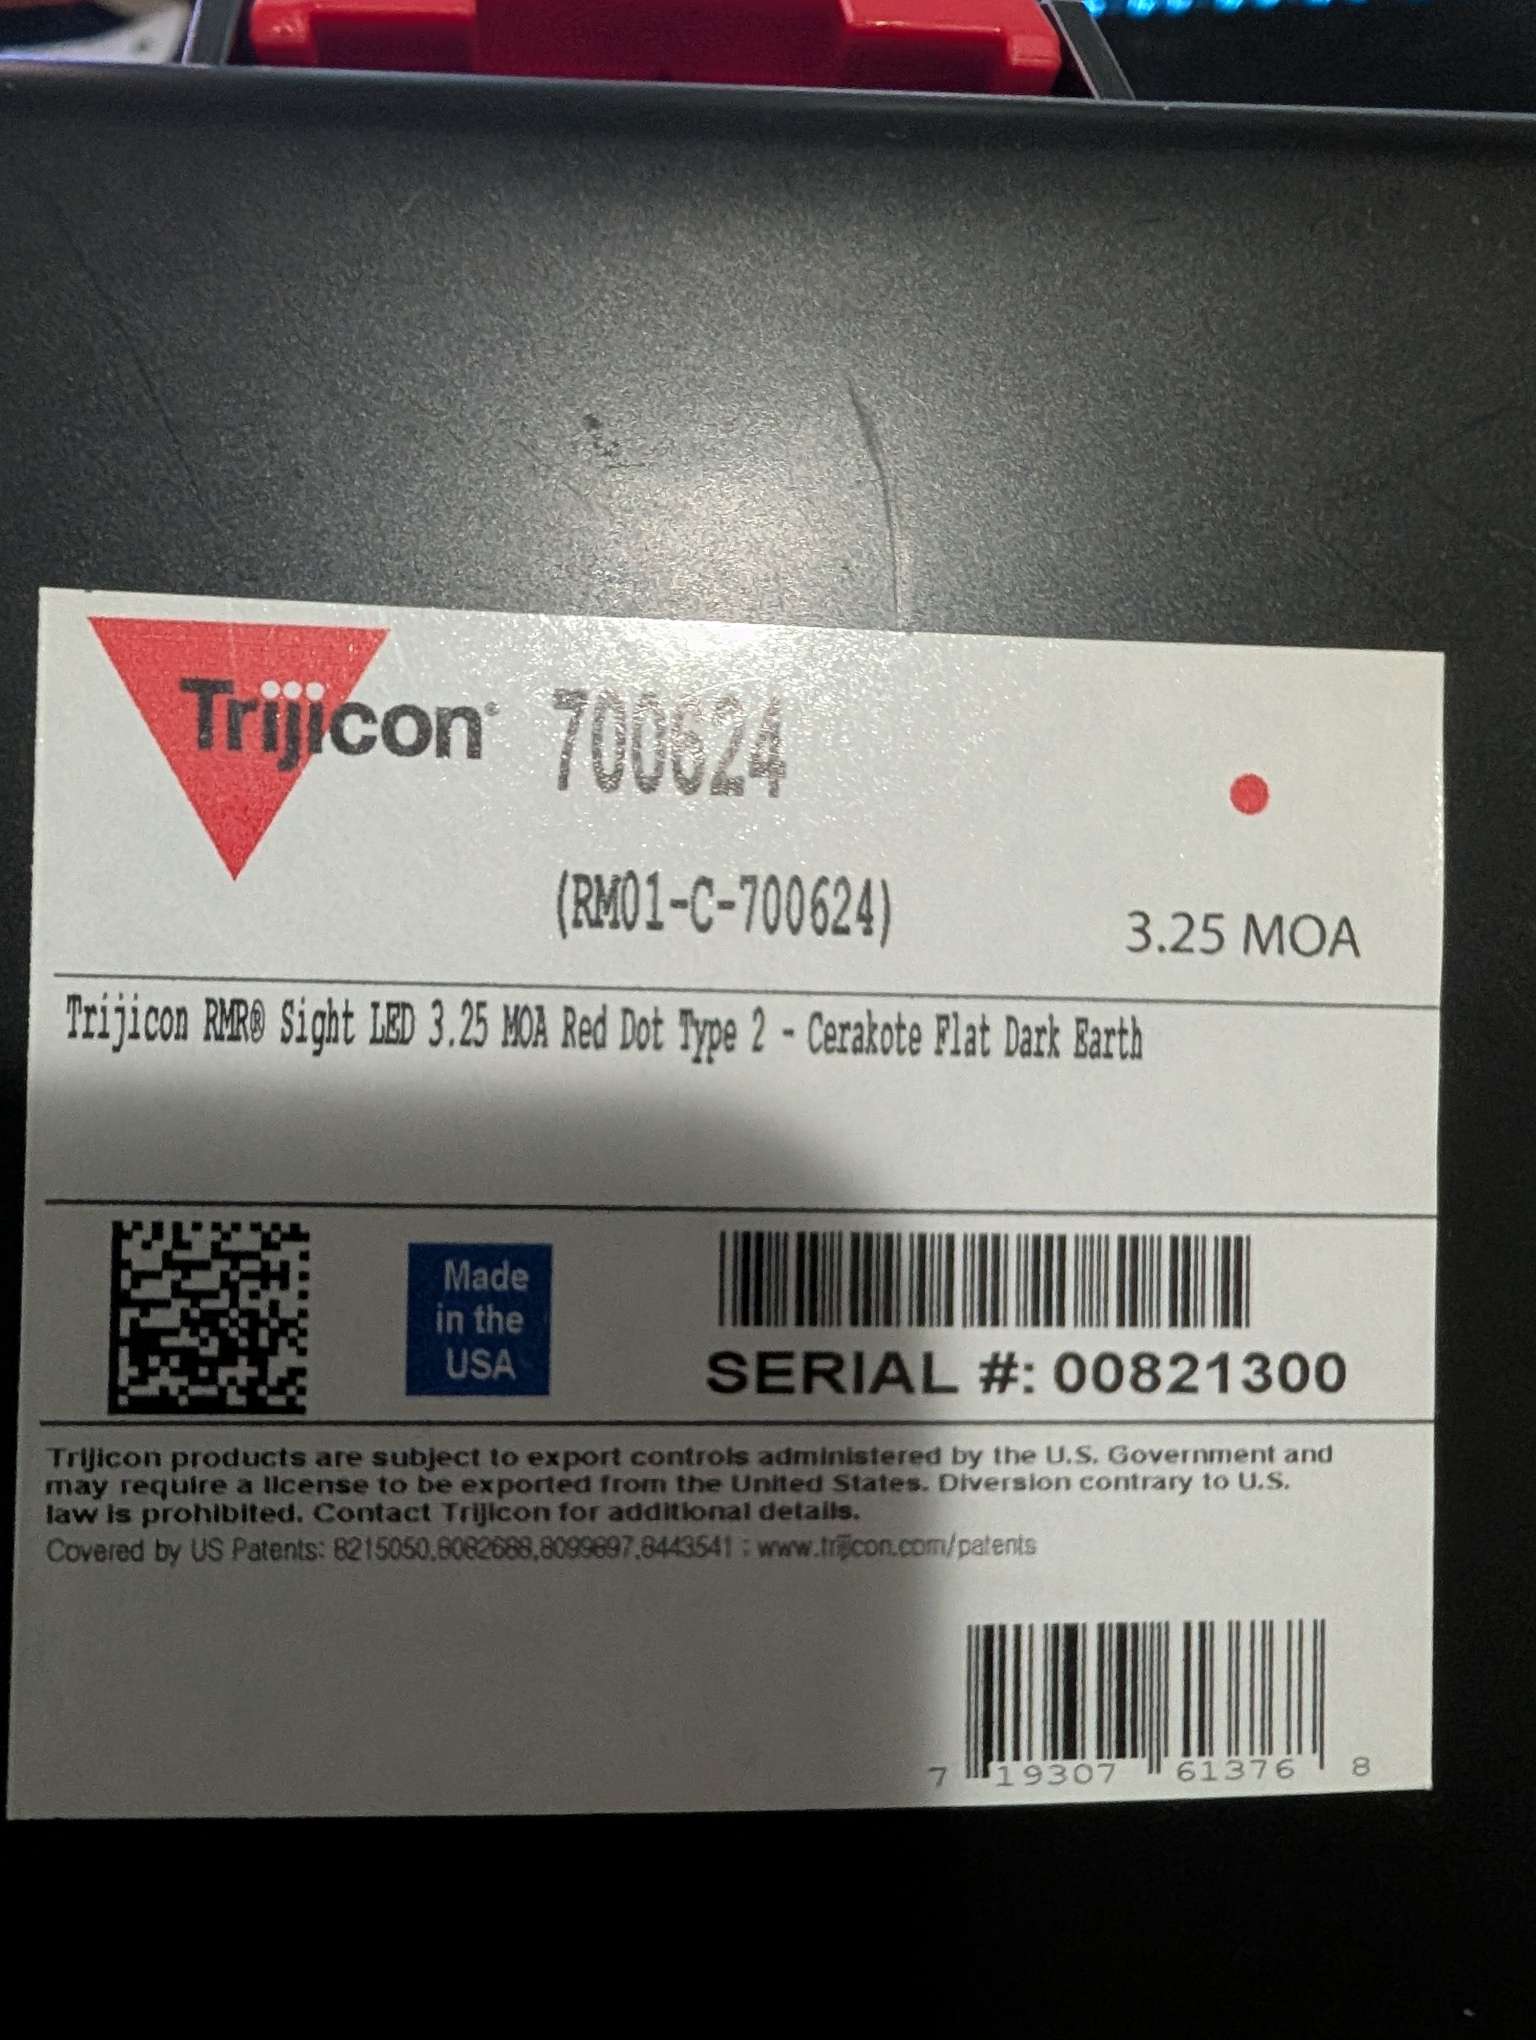 Trijicon®
700624
(RM01-C-700624)
3.25 MOA
Trijicon RMR® Sight LED 3.25 MOA Red Dot Type 2 - Cerakote Flat Dark Earth
Made
in the
USA
SERIAL #: 00821300
Trijicon products are subject to export controls administered by the U.S. Government and
may require a license to be exported from the United States. Diversion contrary to U.S.
law is prohibited. Contact Trijicon for additional details.
Covered by US Patents: 8215050,8082688,8099897,8443541 ; www.trijicon.com/patents
7 19307 61376 8